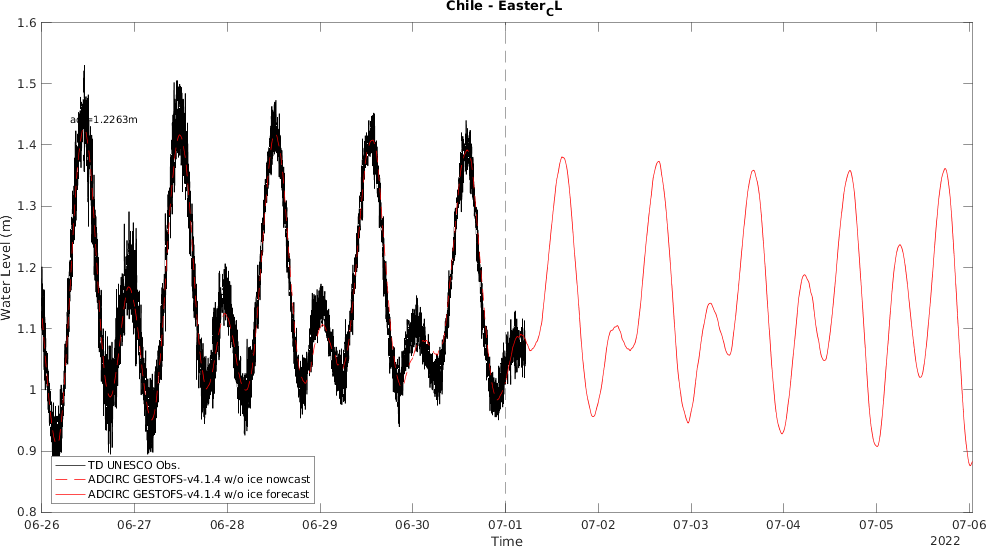 Chile - Easter_CL
1.6
1.5
1.4
1.3
1.2
1.1
1
0.9
0.8
Water Level (m)
=1.2263m
TD UNESCO Obs.
ADCIRC GESTOFS-v4.1.4 w/o ice nowcast
ADCIRC GESTOFS-v4.1.4 w/o ice forecast
06-26 06-27 06-28 06-29 06-30 07-01 07-02 07-03 07-04 07-05 07-06
Time
2022